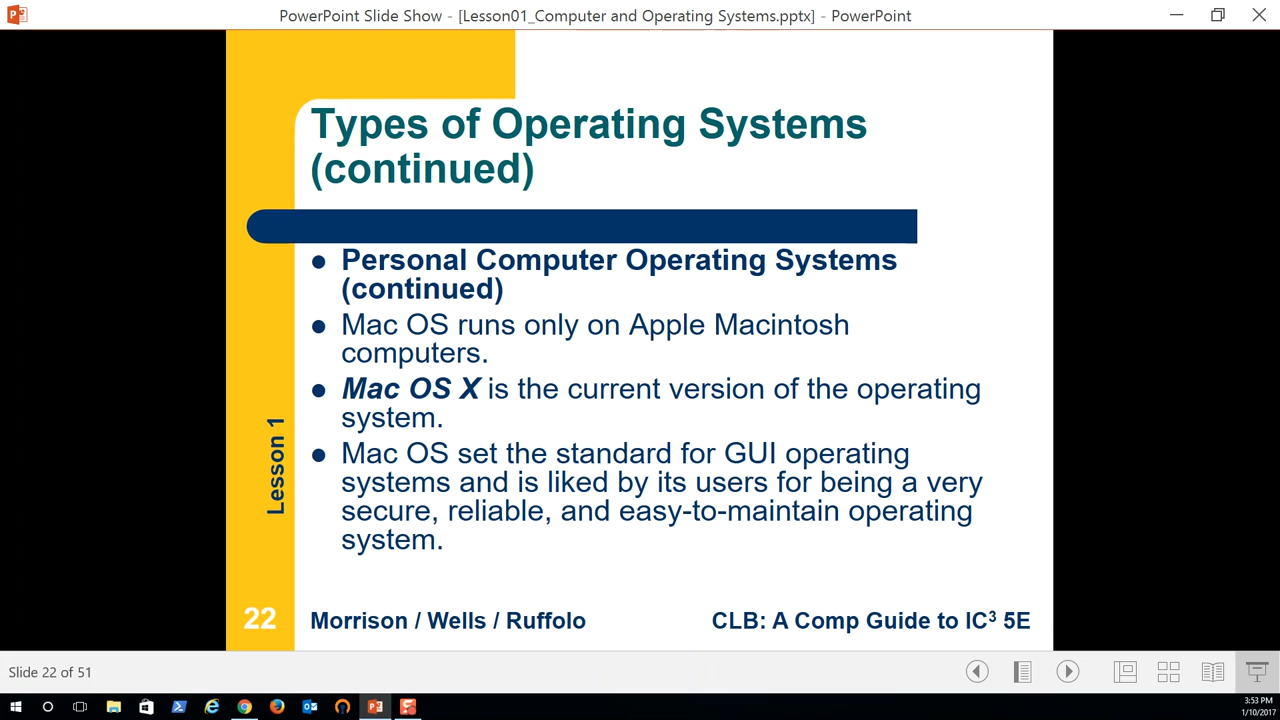 PowerPoint Slide Show - [Lesson01_Computer and Operating Systems.pptx] - PowerPoint
Types of Operating Systems
(continued)
● Personal Computer Operating Systems
(continued)
● Mac OS runs only on Apple Macintosh
computers.
● Mac OS X is the current version of the operating
system.
● Mac OS set the standard for GUI operating
systems and is liked by its users for being a very
secure, reliable, and easy-to-maintain operating
system.
Lesson 1
22
Morrison / Wells / Ruffolo
CLB: A Comp Guide to IC³ 5E
Slide 22 of 51
3:53 PM
1/10/2017